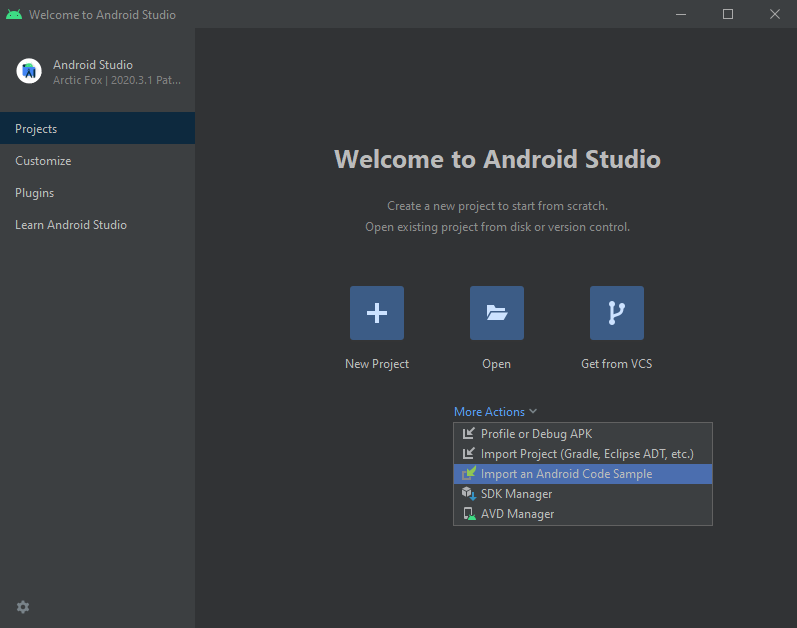 Welcome to Android Studio
Android Studio
Arctic Fox | 2020.3.1 Pat...
Projects
Customize
Plugins
Learn Android Studio
Welcome to Android Studio
Create a new project to start from scratch.
Open existing project from disk or version control.
New Project
Open
Get from VCS
More Actions
Profile or Debug APK
Import Project (Gradle, Eclipse ADT, etc.)
Import an Android Code Sample
SDK Manager
AVD Manager